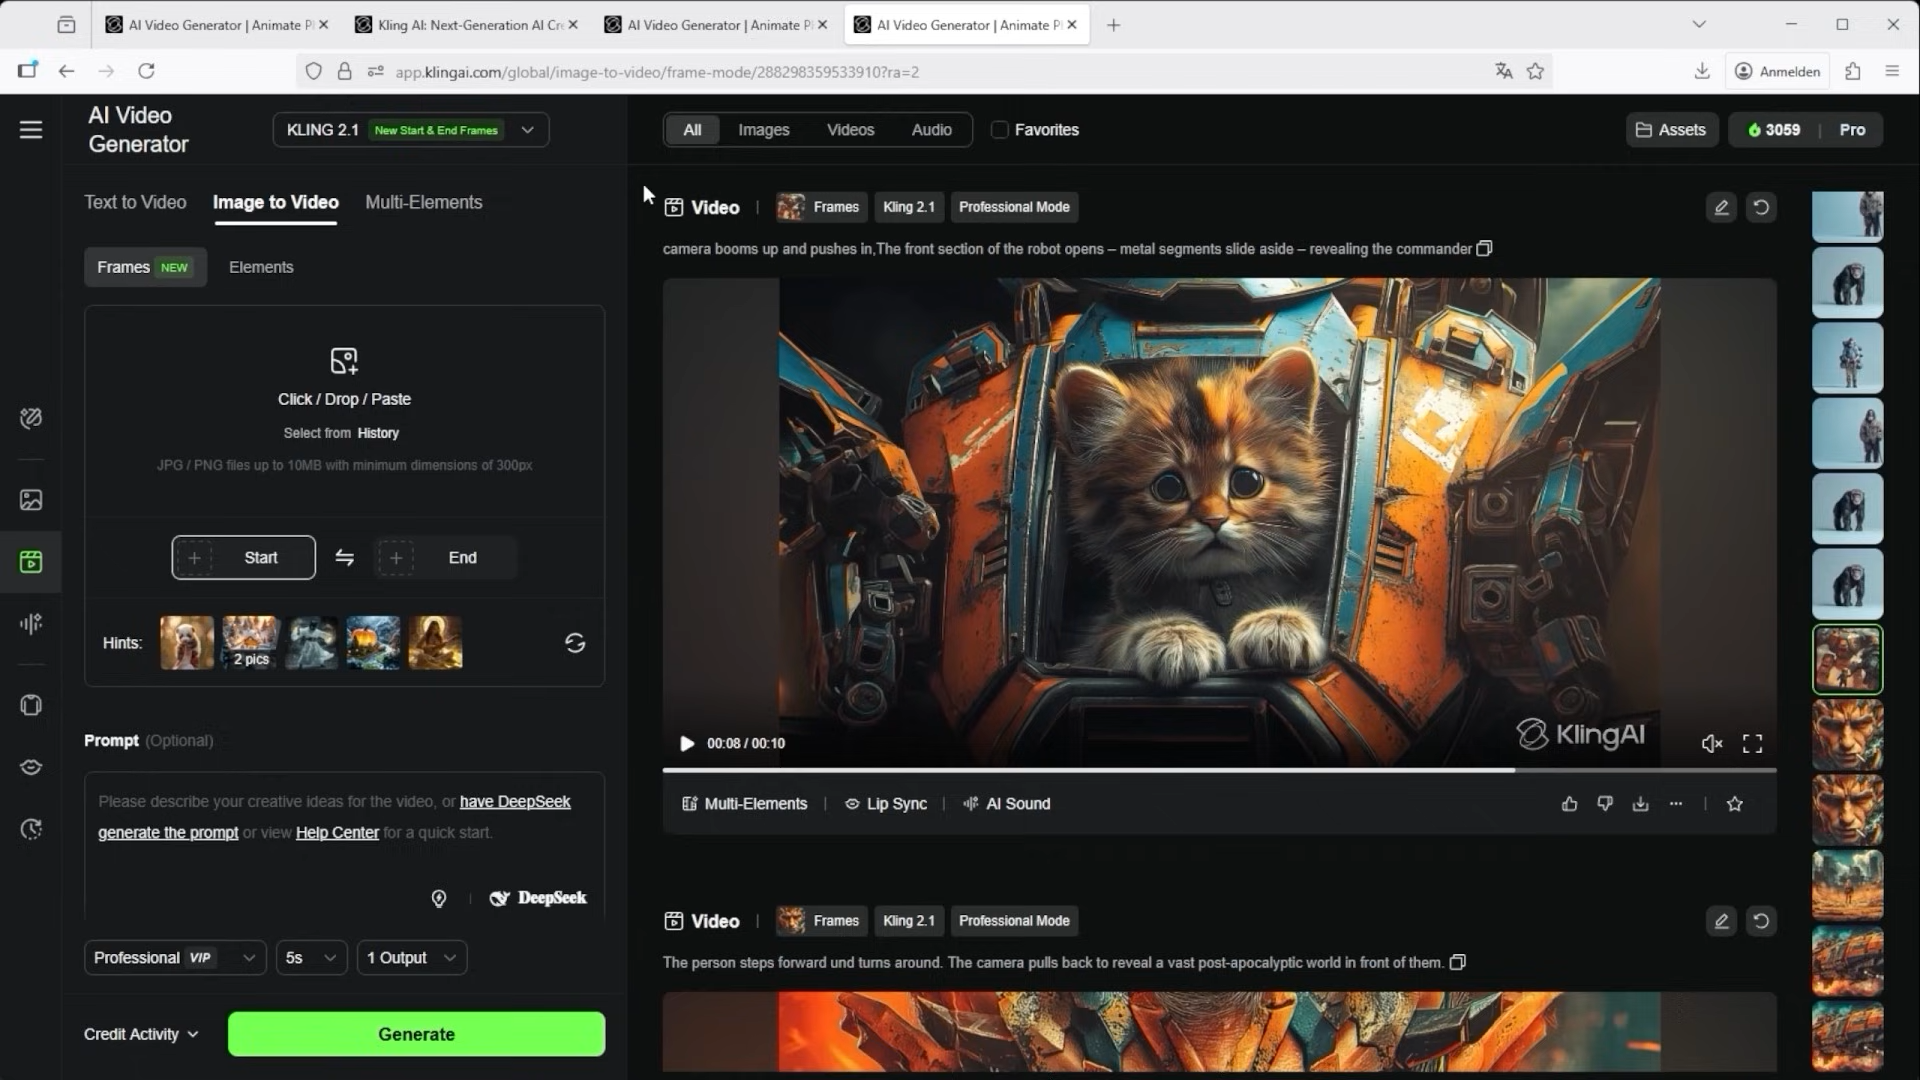 AI Video Generator | Animate Pl
Kling AI: Next-Generation AI Cr
AI Video Generator | Animate Pl
AI Video Generator | Animate Pl
app.klingai.com/global/image-to-video/frame-mode/288298359533910?ra=2
Anmelden
AI Video
Generator
KLING 2.1 New Start & End Frames
All Images Videos Audio Favorites
Assets
3059 | Pro
Text to Video Image to Video Multi-Elements
Frames NEW Elements
Click / Drop / Paste
Select from History
JPG / PNG files up to 10MB with minimum dimensions of 300px
Start End
Hints:
2 pics
Prompt (Optional)
Please describe your creative ideas for the video, or have DeepSeek
generate the prompt or view Help Center for a quick start.
DeepSeek
Professional VIP 5s 1 Output
Credit Activity Generate
Video | Frames Kling 2.1 Professional Mode
camera booms up and pushes in,The front section of the robot opens – metal segments slide aside – revealing the commander
KlingAI
00:08 / 00:10
Multi-Elements | Lip Sync | AI Sound
Video | Frames Kling 2.1 Professional Mode
The person steps forward und turns around. The camera pulls back to reveal a vast post-apocalyptic world in front of them.